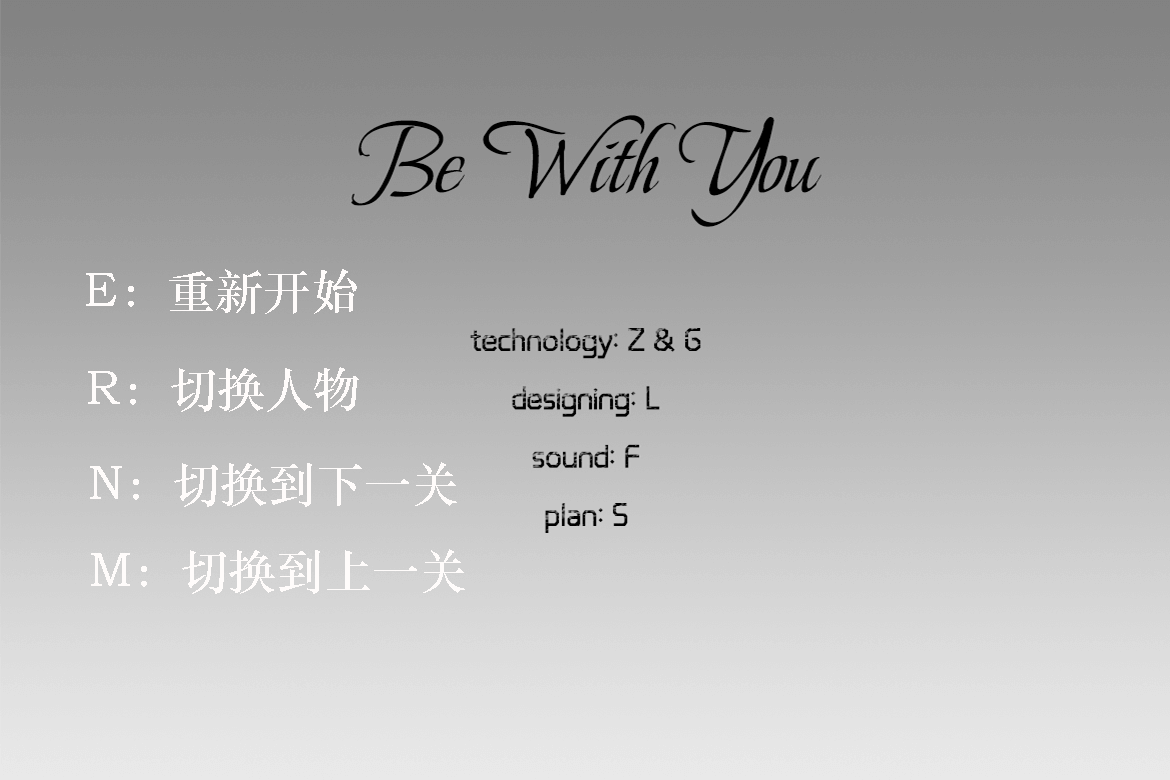 Be With You
E：重新开始
technology: Z & G
R：切换人物
designing: L
sound: F
N：切换到下一关
plan: S
M：切换到上一关